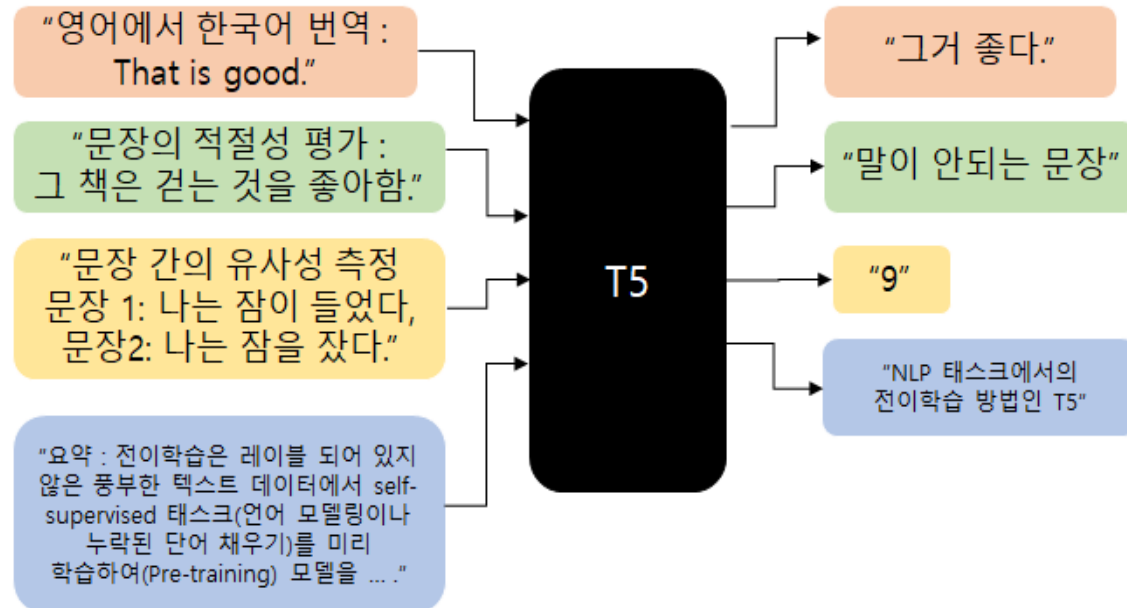 “영어에서 한국어 번역 :
That is good.”
“문장의 적절성 평가 :
그 책은 걷는 것을 좋아함.”
“문장 간의 유사성 측정
문장 1: 나는 잠이 들었다,
문장2: 나는 잠을 잤다.”
“요약 : 전이학습은 레이블 되어 있지
않은 풍부한 텍스트 데이터에서 self-
supervised 태스크(언어 모델링이나
누락된 단어 채우기)를 미리
학습하여(Pre-training) 모델을 ... .”
T5
“그거 좋다.”
“말이 안되는 문장”
“9”
“NLP 태스크에서의
전이학습 방법인 T5”